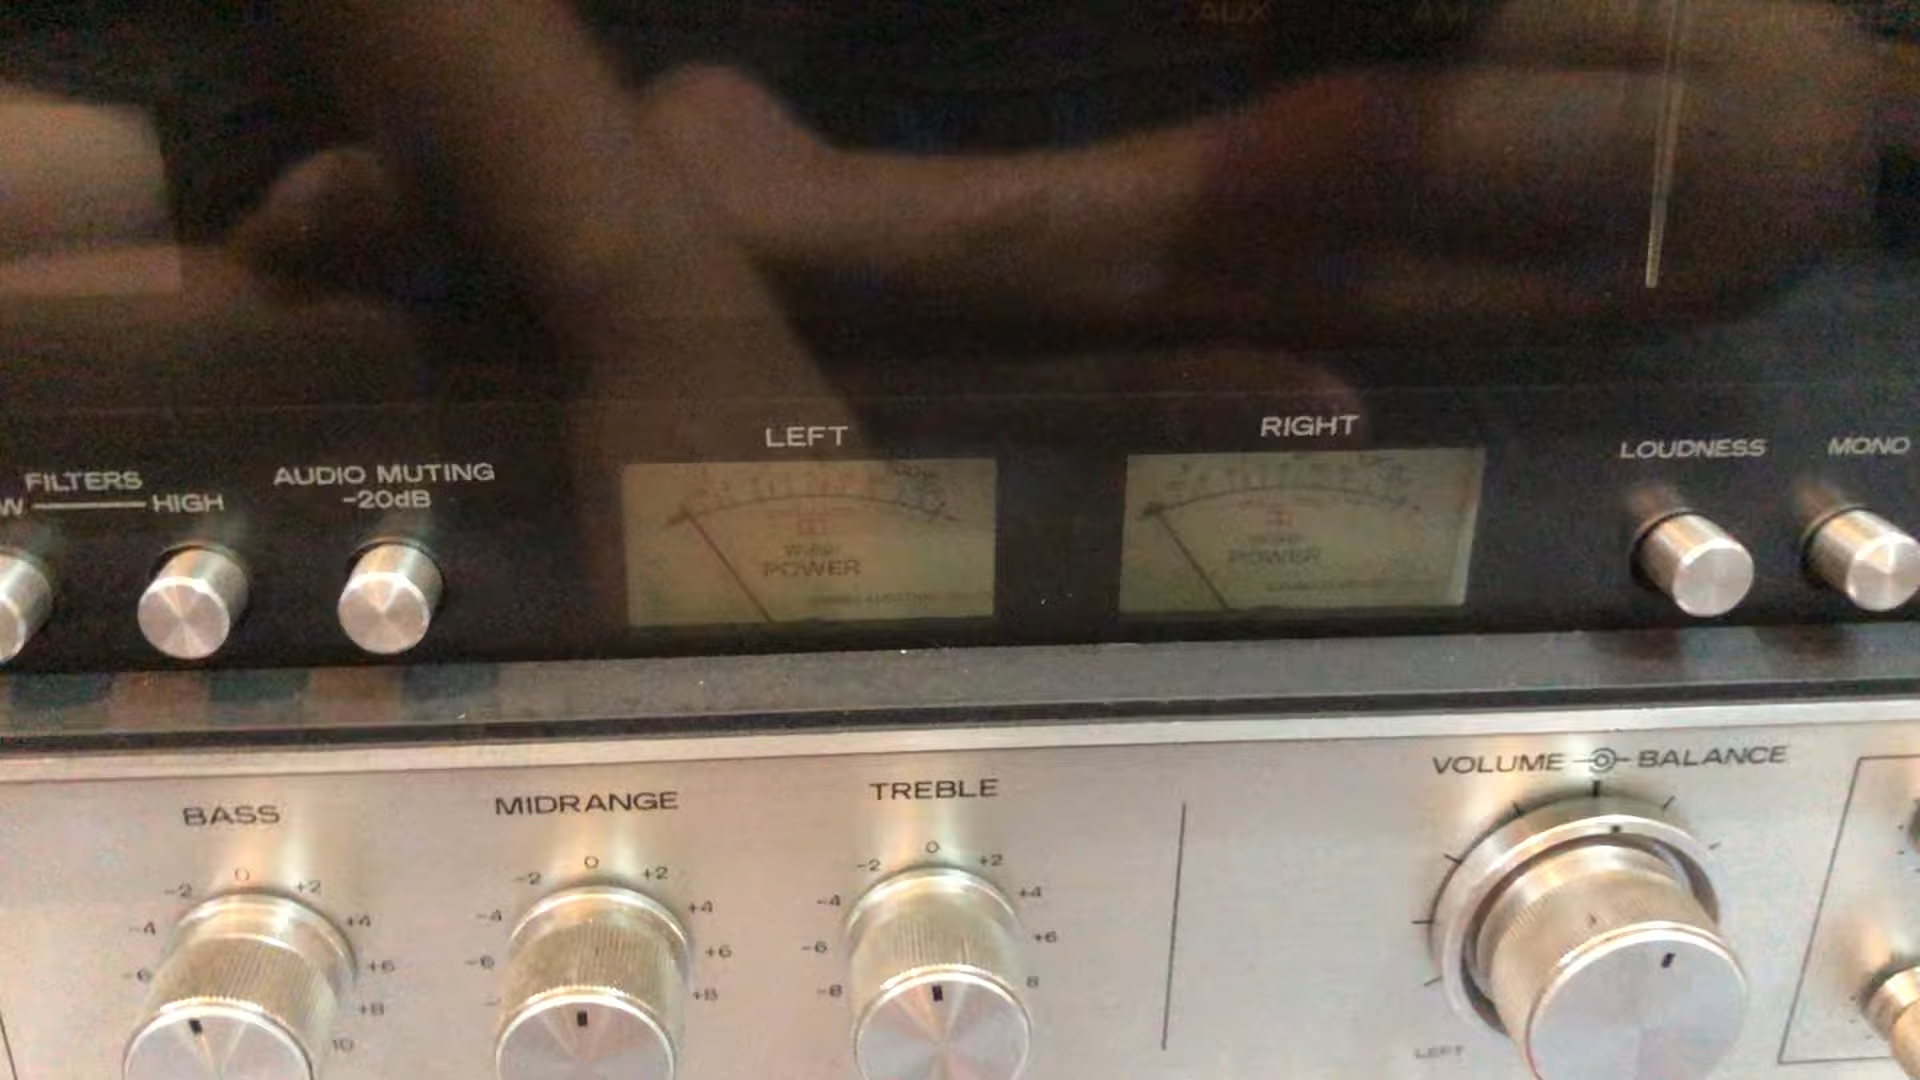 AUX AM
LEFT RIGHT
FILTERS AUDIO MUTING LOUDNESS MONO
W HIGH -20dB
POWER POWER
VOLUME BALANCE
BASS MIDRANGE TREBLE
-2 0 +2 -2 0 +2 -2 0 +2
-4 +4 -4 +4 -4 +4
-6 +6 -6 +6 -6 +6
+8 +8 -8 8
10 LEFT